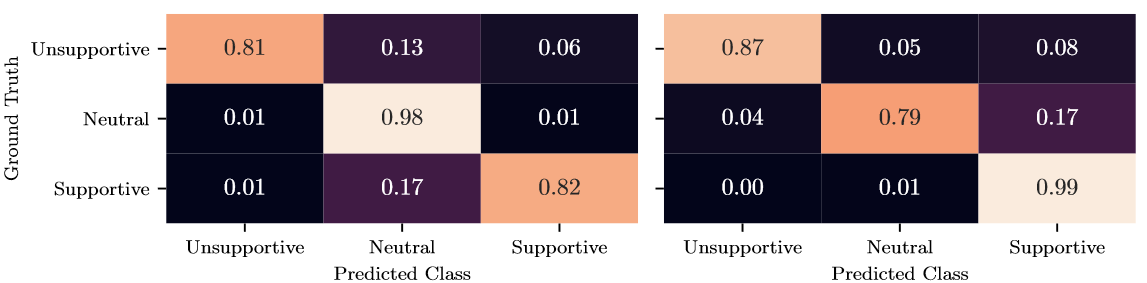 Ground Truth
Unsupportive 0.81 0.13 0.06 0.87 0.05 0.08
Neutral 0.01 0.98 0.01 0.04 0.79 0.17
Supportive 0.01 0.17 0.82 0.00 0.01 0.99
Unsupportive Neutral Supportive Unsupportive Neutral Supportive
Predicted Class Predicted Class